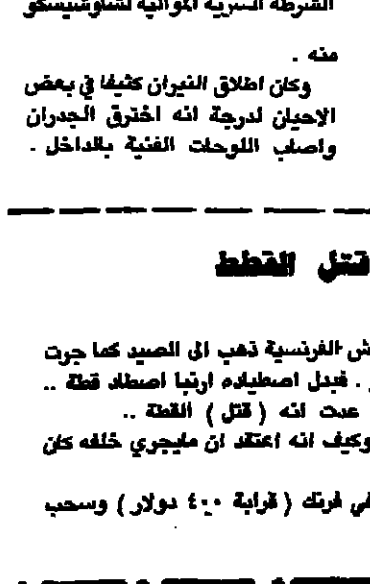 الشرطة السرية الموالية لشاوشيسكو
منه .
وكان اطلاق النيران كثيفا في بعض
الاحيان لدرجة انه اخترق الجدران
واصاب اللوحات الفنية بالداخل .
قتل القطط
ش الفرنسية ذهب الى الصيد كما جرت
. فبدل اصطياده ارنبا اصطاد قطة ..
عدت انه ( قتل ) القطة ..
وكيف انه اعتقد ان مايجري خلفه كان
في فرنك ( قرابة ٤٠٠ دولار ) وسحب